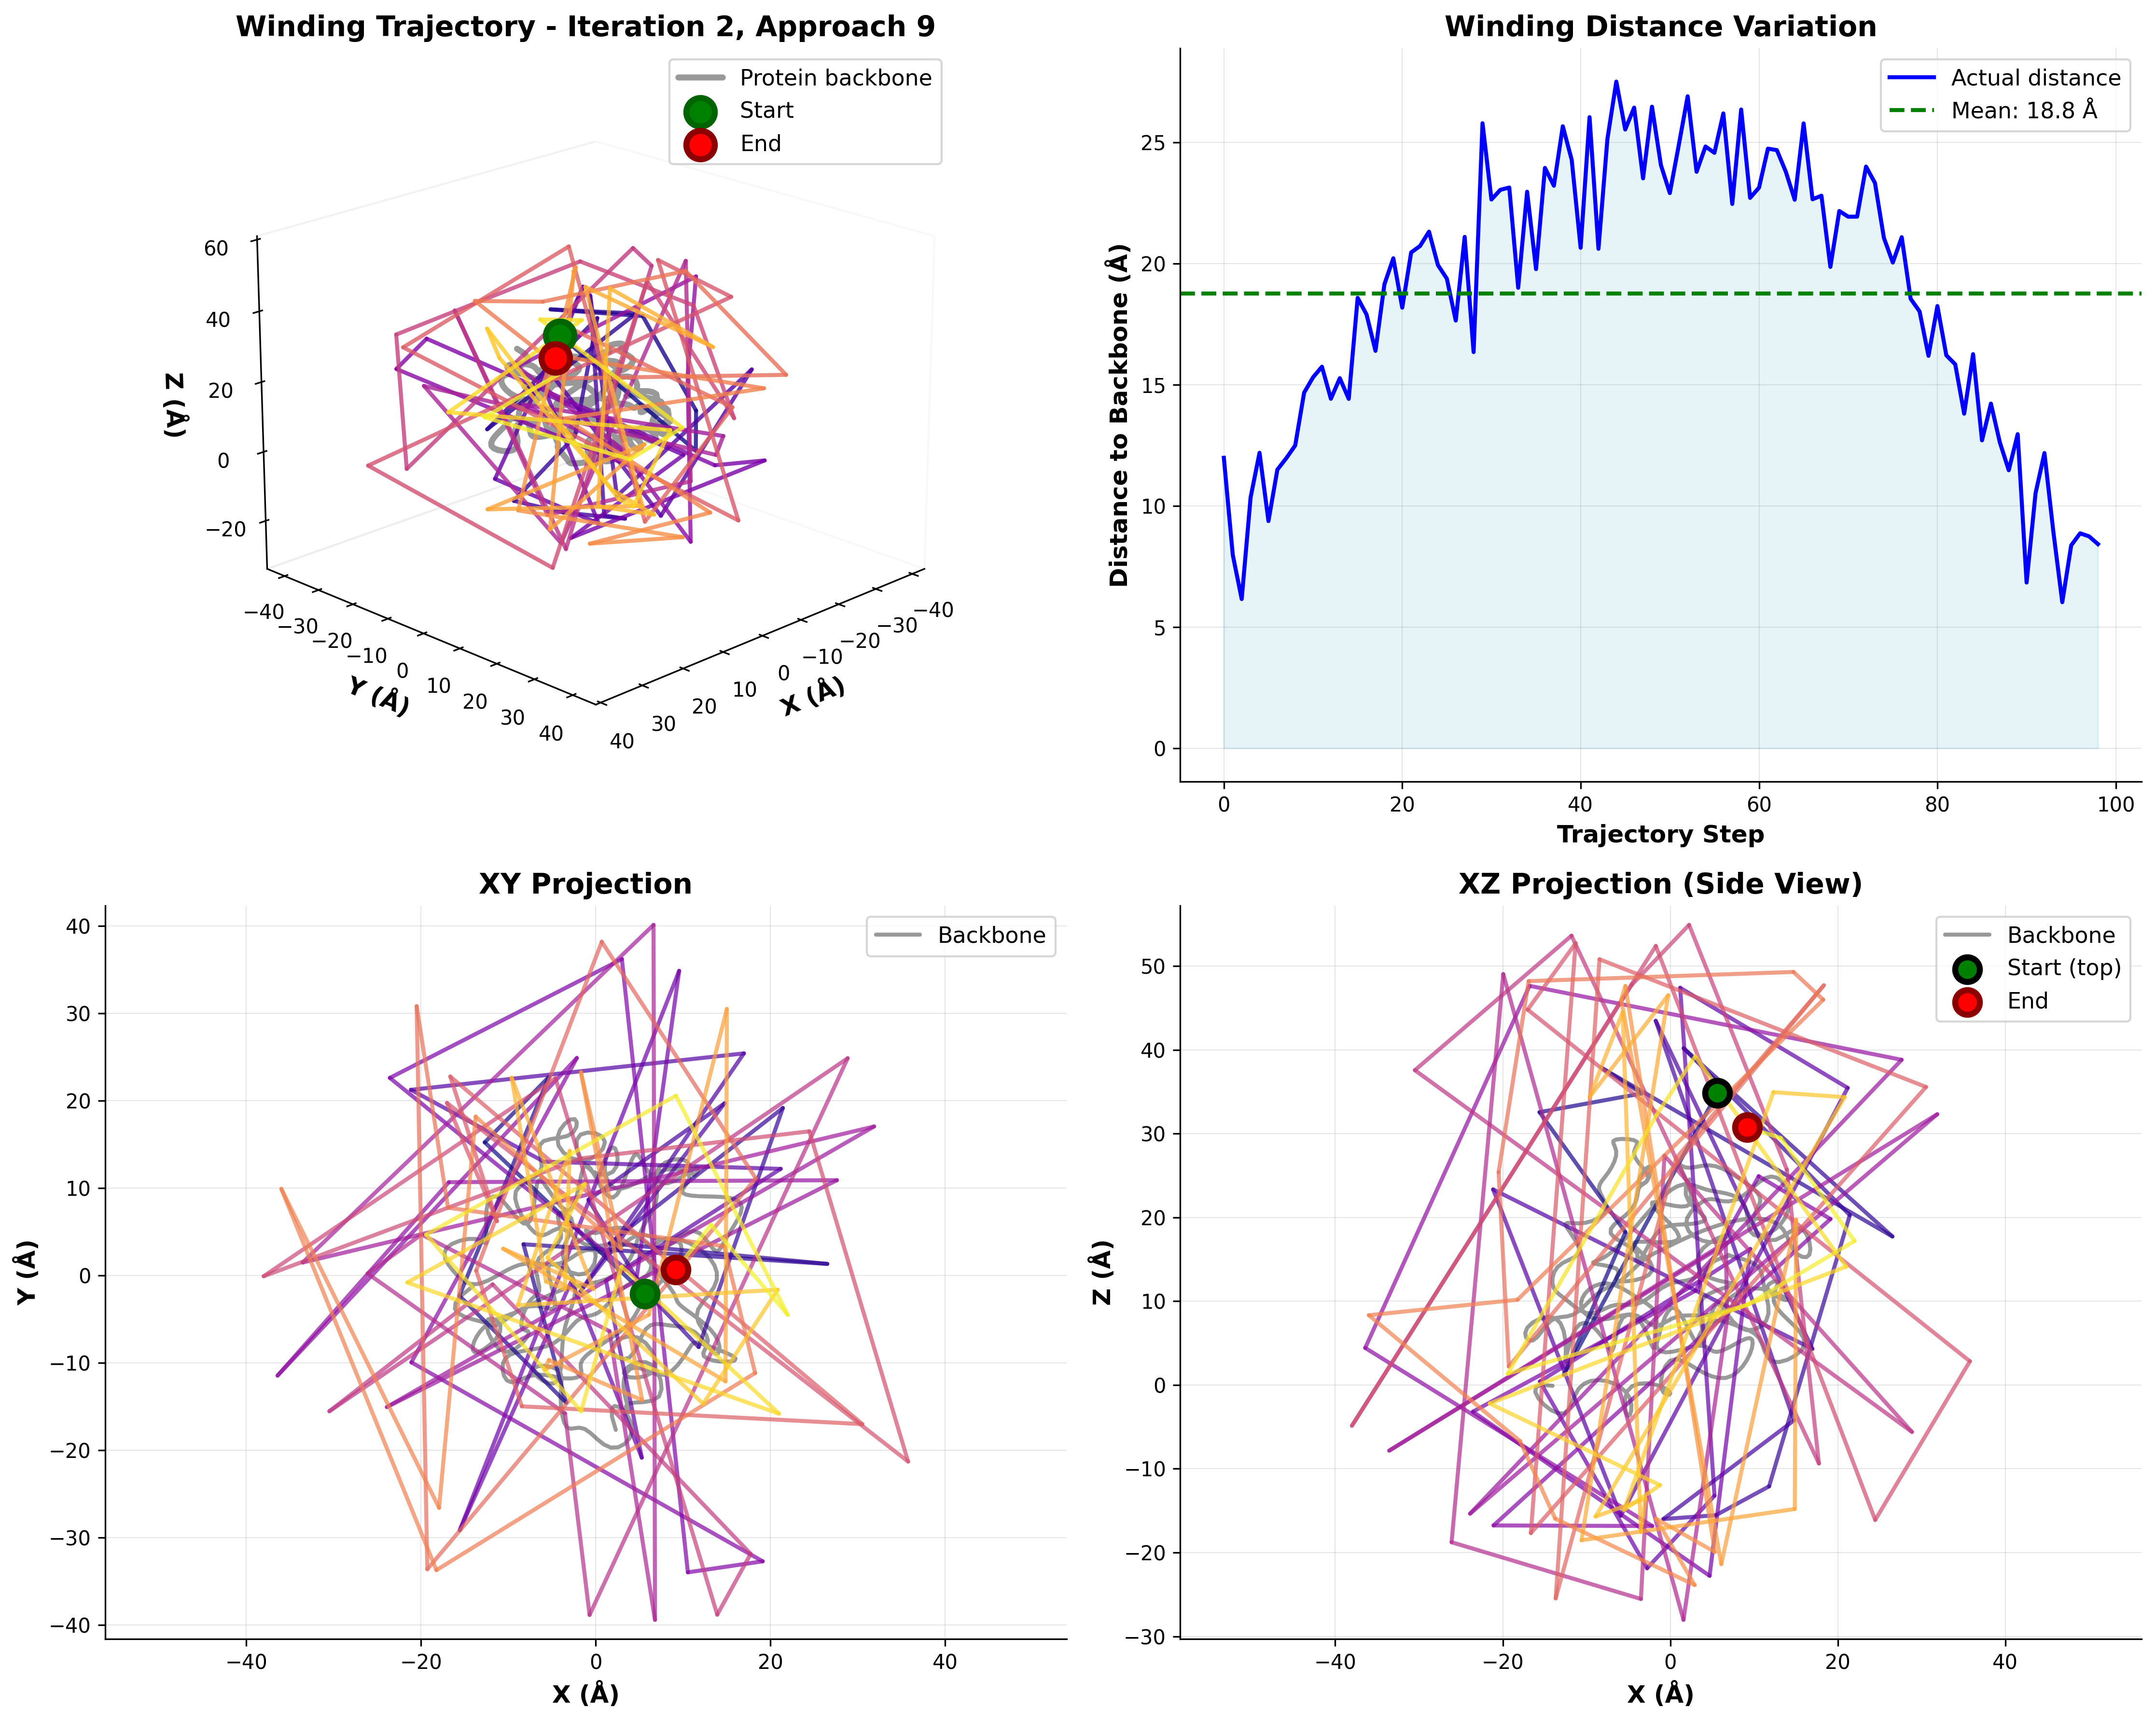 Winding Trajectory - Iteration 2, Approach 9
Protein backbone
Start
End
60
40
20
0
−20
Z (Å)
−40
−30
−20
−10
0
10
20
30
40
Y (Å)
40
30
20
10
0
−10
−20
−30
−40
X (Å)
Winding Distance Variation
Actual distance
Mean: 18.8 Å
25
20
15
10
5
0
Distance to Backbone (Å)
0
20
40
60
80
100
Trajectory Step
XY Projection
Backbone
40
30
20
10
0
−10
−20
−30
−40
Y (Å)
−40
−20
0
20
40
X (Å)
XZ Projection (Side View)
Backbone
Start (top)
End
50
40
30
20
10
0
−10
−20
−30
Z (Å)
−40
−20
0
20
40
X (Å)